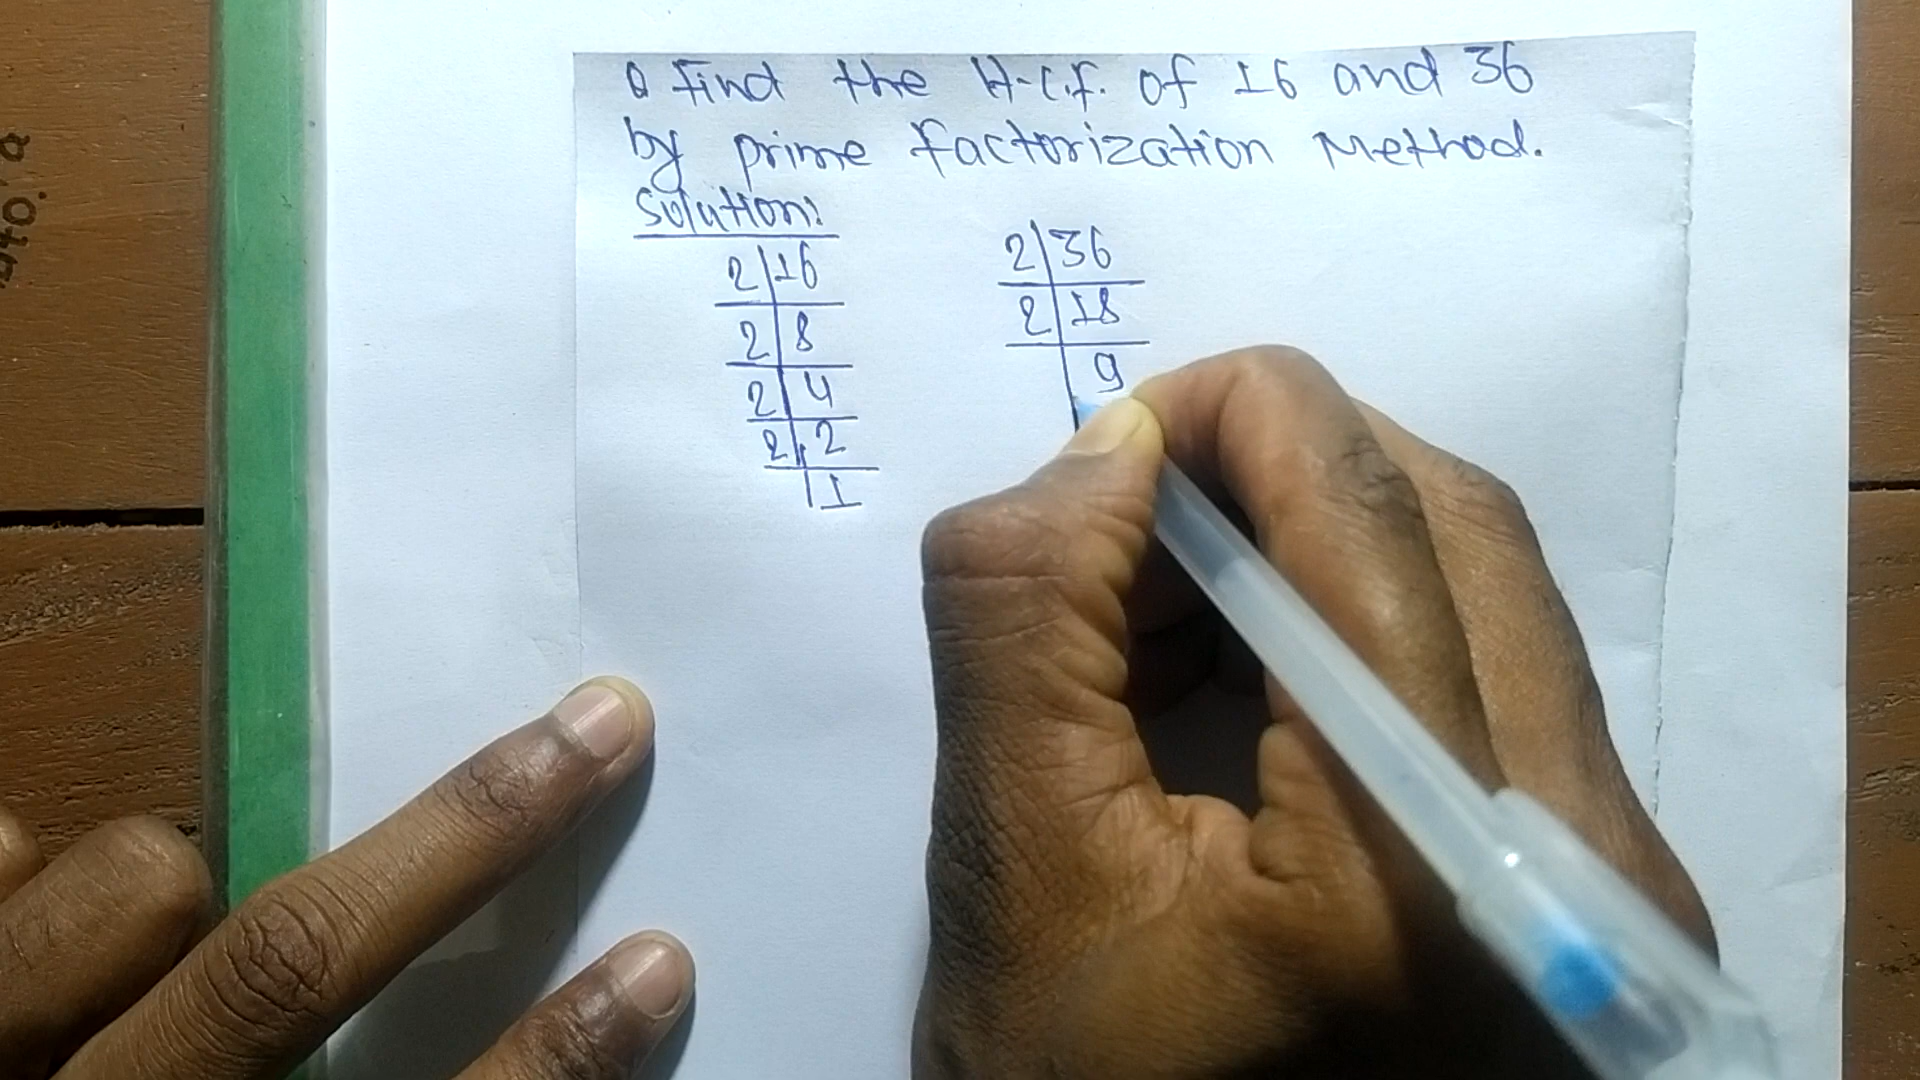 Q Find the H.C.F. of 16 and 36
by prime factorization Method.
Solution:
2 16
2 8
2 4
2 2
1
2 36
2 18
9